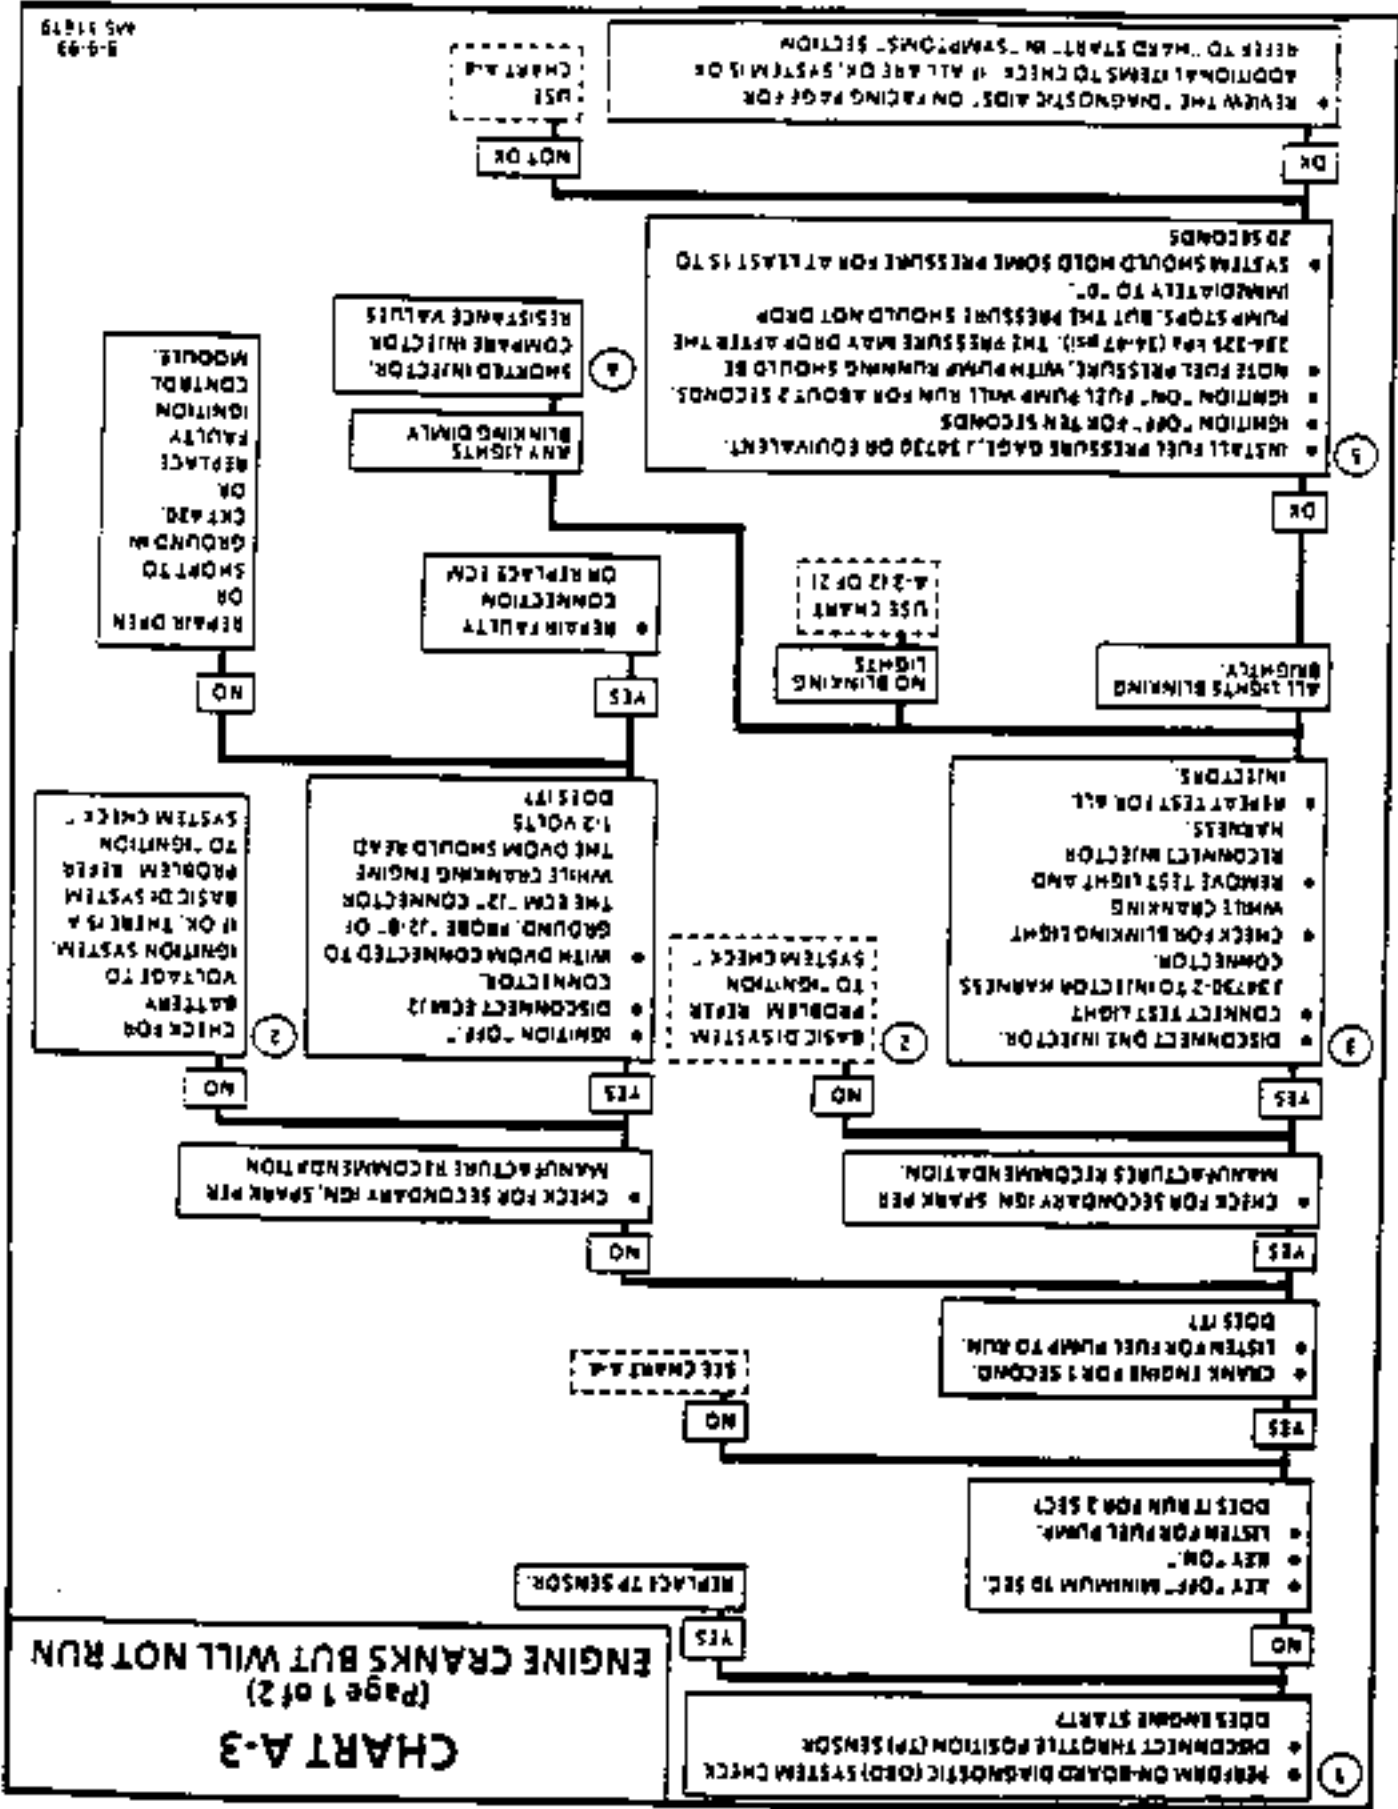 CHART A-3
(Page 1 of 2)
ENGINE CRANKS BUT WILL NOT RUN
1
PERFORM ON-BOARD DIAGNOSTIC (OBD) SYSTEM CHECK
DISCONNECT THROTTLE POSITION (TP) SENSOR
DOES ENGINE START?
NO
YES
REPLACE TP SENSOR.
KEY "OFF" MINIMUM 10 SEC.
KEY "ON".
LISTEN FOR FUEL PUMP.
DOES IT RUN FOR 2 SEC?
YES
NO
SEE CHART
CRANK ENGINE FOR 1 SECOND.
LISTEN FOR FUEL PUMP TO RUN.
DOES IT?
YES
NO
CHECK FOR SECONDARY IGN. SPARK PER
MANUFACTURES RECOMMENDATION.
CHECK FOR SECONDARY IGN. SPARK PER
MANUFACTURE RECOMMENDATION
YES
NO
YES
NO
3
DISCONNECT ONE INJECTOR.
CONNECT TEST LIGHT
J34730-2 TO INJECTOR HARNESS
CONNECTOR.
CHECK FOR BLINKING LIGHT
WHILE CRANKING
REMOVE TEST LIGHT AND
RECONNECT INJECTOR
HARNESS.
REPEAT TEST FOR ALL
INJECTORS.
2
BASIC DI SYSTEM
PROBLEM REFER
TO "IGNITION
SYSTEM CHECK"
IGNITION "OFF".
DISCONNECT ECM J2
CONNECTOR.
WITH DVOM CONNECTED TO
GROUND, PROBE "J2-8" OF
THE ECM "J2" CONNECTOR
WHILE CRANKING ENGINE
THE DVOM SHOULD READ
1-2 VOLTS
DOES IT?
2
CHECK FOR
BATTERY
VOLTAGE TO
IGNITION SYSTEM.
IF OK, THERE IS A
BASIC DI SYSTEM
PROBLEM REFER
TO "IGNITION
SYSTEM CHECK"
ALL LIGHTS BLINKING
BRIGHTLY.
NO BLINKING
LIGHTS
USE CHART
A-3 (2 OF 2)
YES
REPAIR FAULTY
CONNECTION
OR REPLACE ECM
NO
REPAIR OPEN
OR
SHORT TO
GROUND IN
CKT 430.
OR
REPLACE
FAULTY
IGNITION
CONTROL
MODULE.
OK
ANY LIGHTS
BLINKING DIMLY
5
INSTALL FUEL PRESSURE GAGE, J 34730 OR EQUIVALENT.
IGNITION "OFF" FOR TEN SECONDS
IGNITION "ON". FUEL PUMP WILL RUN FOR ABOUT 2 SECONDS.
NOTE FUEL PRESSURE, WITH PUMP RUNNING SHOULD BE
234-325 kPa (34-47 psi). THE PRESSURE MAY DROP AFTER THE
PUMP STOPS, BUT THE PRESSURE SHOULD NOT DROP
IMMEDIATELY TO "0".
SYSTEM SHOULD HOLD SOME PRESSURE FOR AT LEAST 15 TO
20 SECONDS
4
SHORTED INJECTOR.
COMPARE INJECTOR
RESISTANCE VALUES
OK
NOT OK
REVIEW THE "DIAGNOSTIC AIDS" ON FACING PAGE FOR
ADDITIONAL ITEMS TO CHECK IF ALL ARE OK, SYSTEM IS OK
REFER TO "HARD START" IN "SYMPTOMS" SECTION
USE
CHART